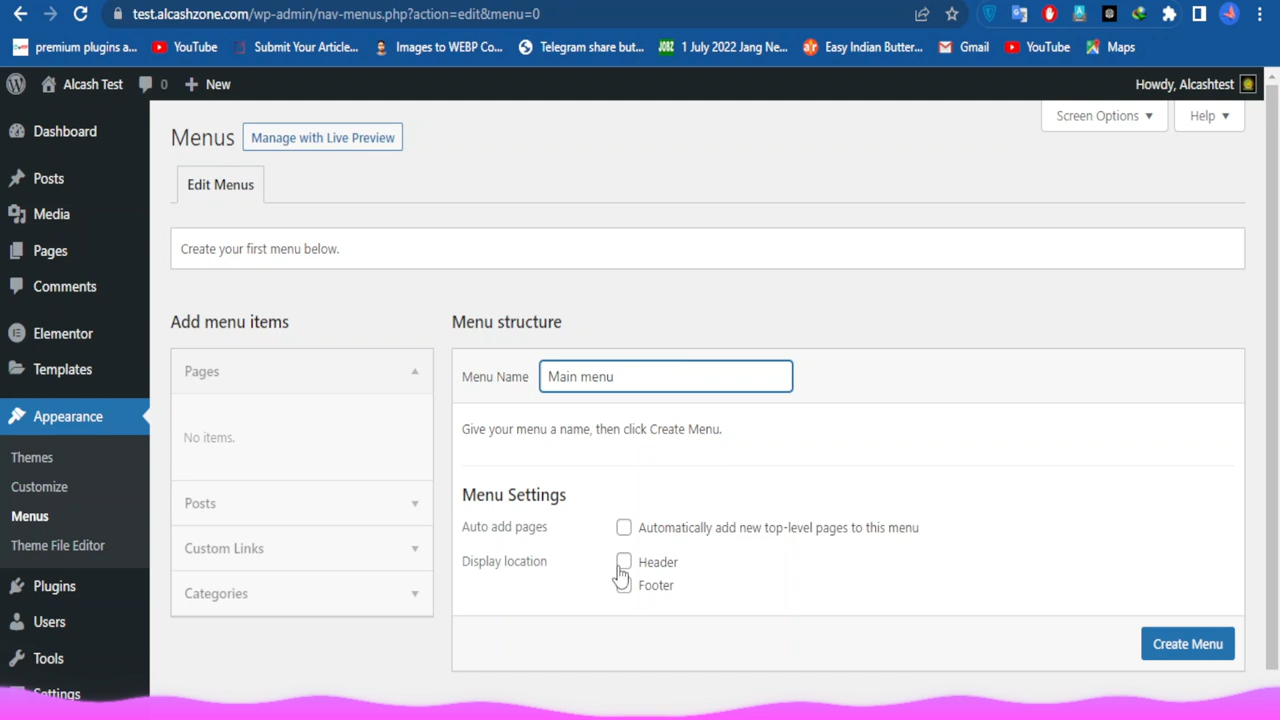 test.alcashzone.com/wp-admin/nav-menus.php?action=edit&menu=0
premium plugins a...
YouTube
Submit Your Article...
Images to WEBP Co...
Telegram share but...
JOBZ
1 July 2022 Jang Ne...
Easy Indian Butter...
Gmail
YouTube
Maps
Alcash Test
0
New
Howdy, Alcashtest
Screen Options
Help
Menus
Manage with Live Preview
Edit Menus
Create your first menu below.
Dashboard
Posts
Media
Pages
Comments
Elementor
Templates
Appearance
Themes
Customize
Menus
Theme File Editor
Plugins
Users
Tools
Settings
Add menu items
Pages
No items.
Posts
Custom Links
Categories
Menu structure
Menu Name
Main menu
Give your menu a name, then click Create Menu.
Menu Settings
Auto add pages
Automatically add new top-level pages to this menu
Display location
Header
Footer
Create Menu